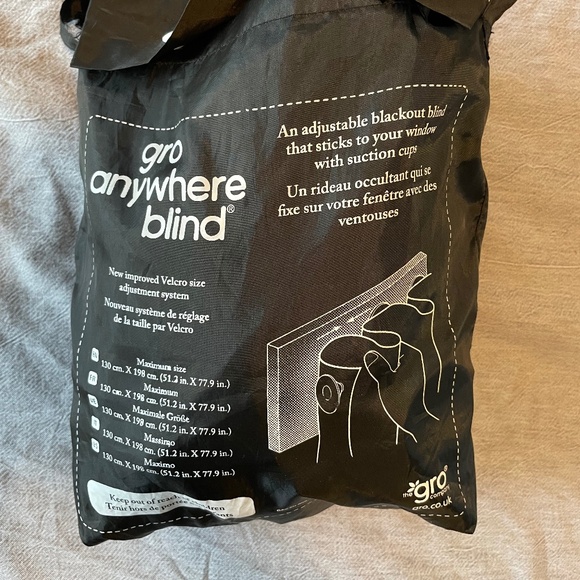 gro
anywhere
blind®
An adjustable blackout blind
that sticks to your window
with suction cups
Un rideau occultant qui se
fixe sur votre fenêtre avec des
ventouses
New improved Velcro size
adjustment system
Nouveau système de réglage
de la taille par Velcro
Maximum size
130 cm. X 198 cm. (51.2 in. X 77.9 in.)
Maximum
130 cm. X 198 cm. (51.2 in. X 77.9 in.)
Maximale Größe
130 cm. X 198 cm. (51.2 in. X 77.9 in.)
Massimo
130 cm. X 198 cm. (51.2 in. X 77.9 in.)
Maximo
130 cm. X 198 cm. (51.2 in. X 77.9 in.)
Keep out of reach
Tenir hors de portée
the gro®
company
gro.co.uk